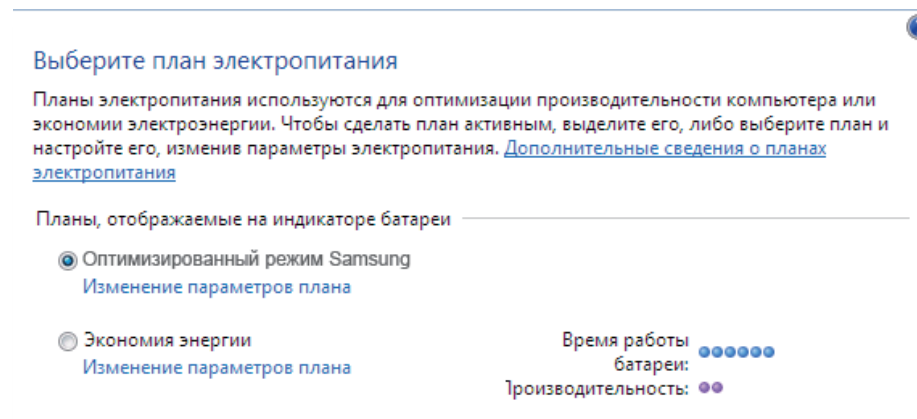 Выберите план электропитания
Планы электропитания используются для оптимизации производительности компьютера или
экономии электроэнергии. Чтобы сделать план активным, выделите его, либо выберите план и
настройте его, изменив параметры электропитания. Дополнительные сведения о планах
электропитания
Планы, отображаемые на индикаторе батареи
Оптимизированный режим Samsung
Изменение параметров плана
Экономия энергии
Изменение параметров плана
Время работы
батареи:
Производительность: